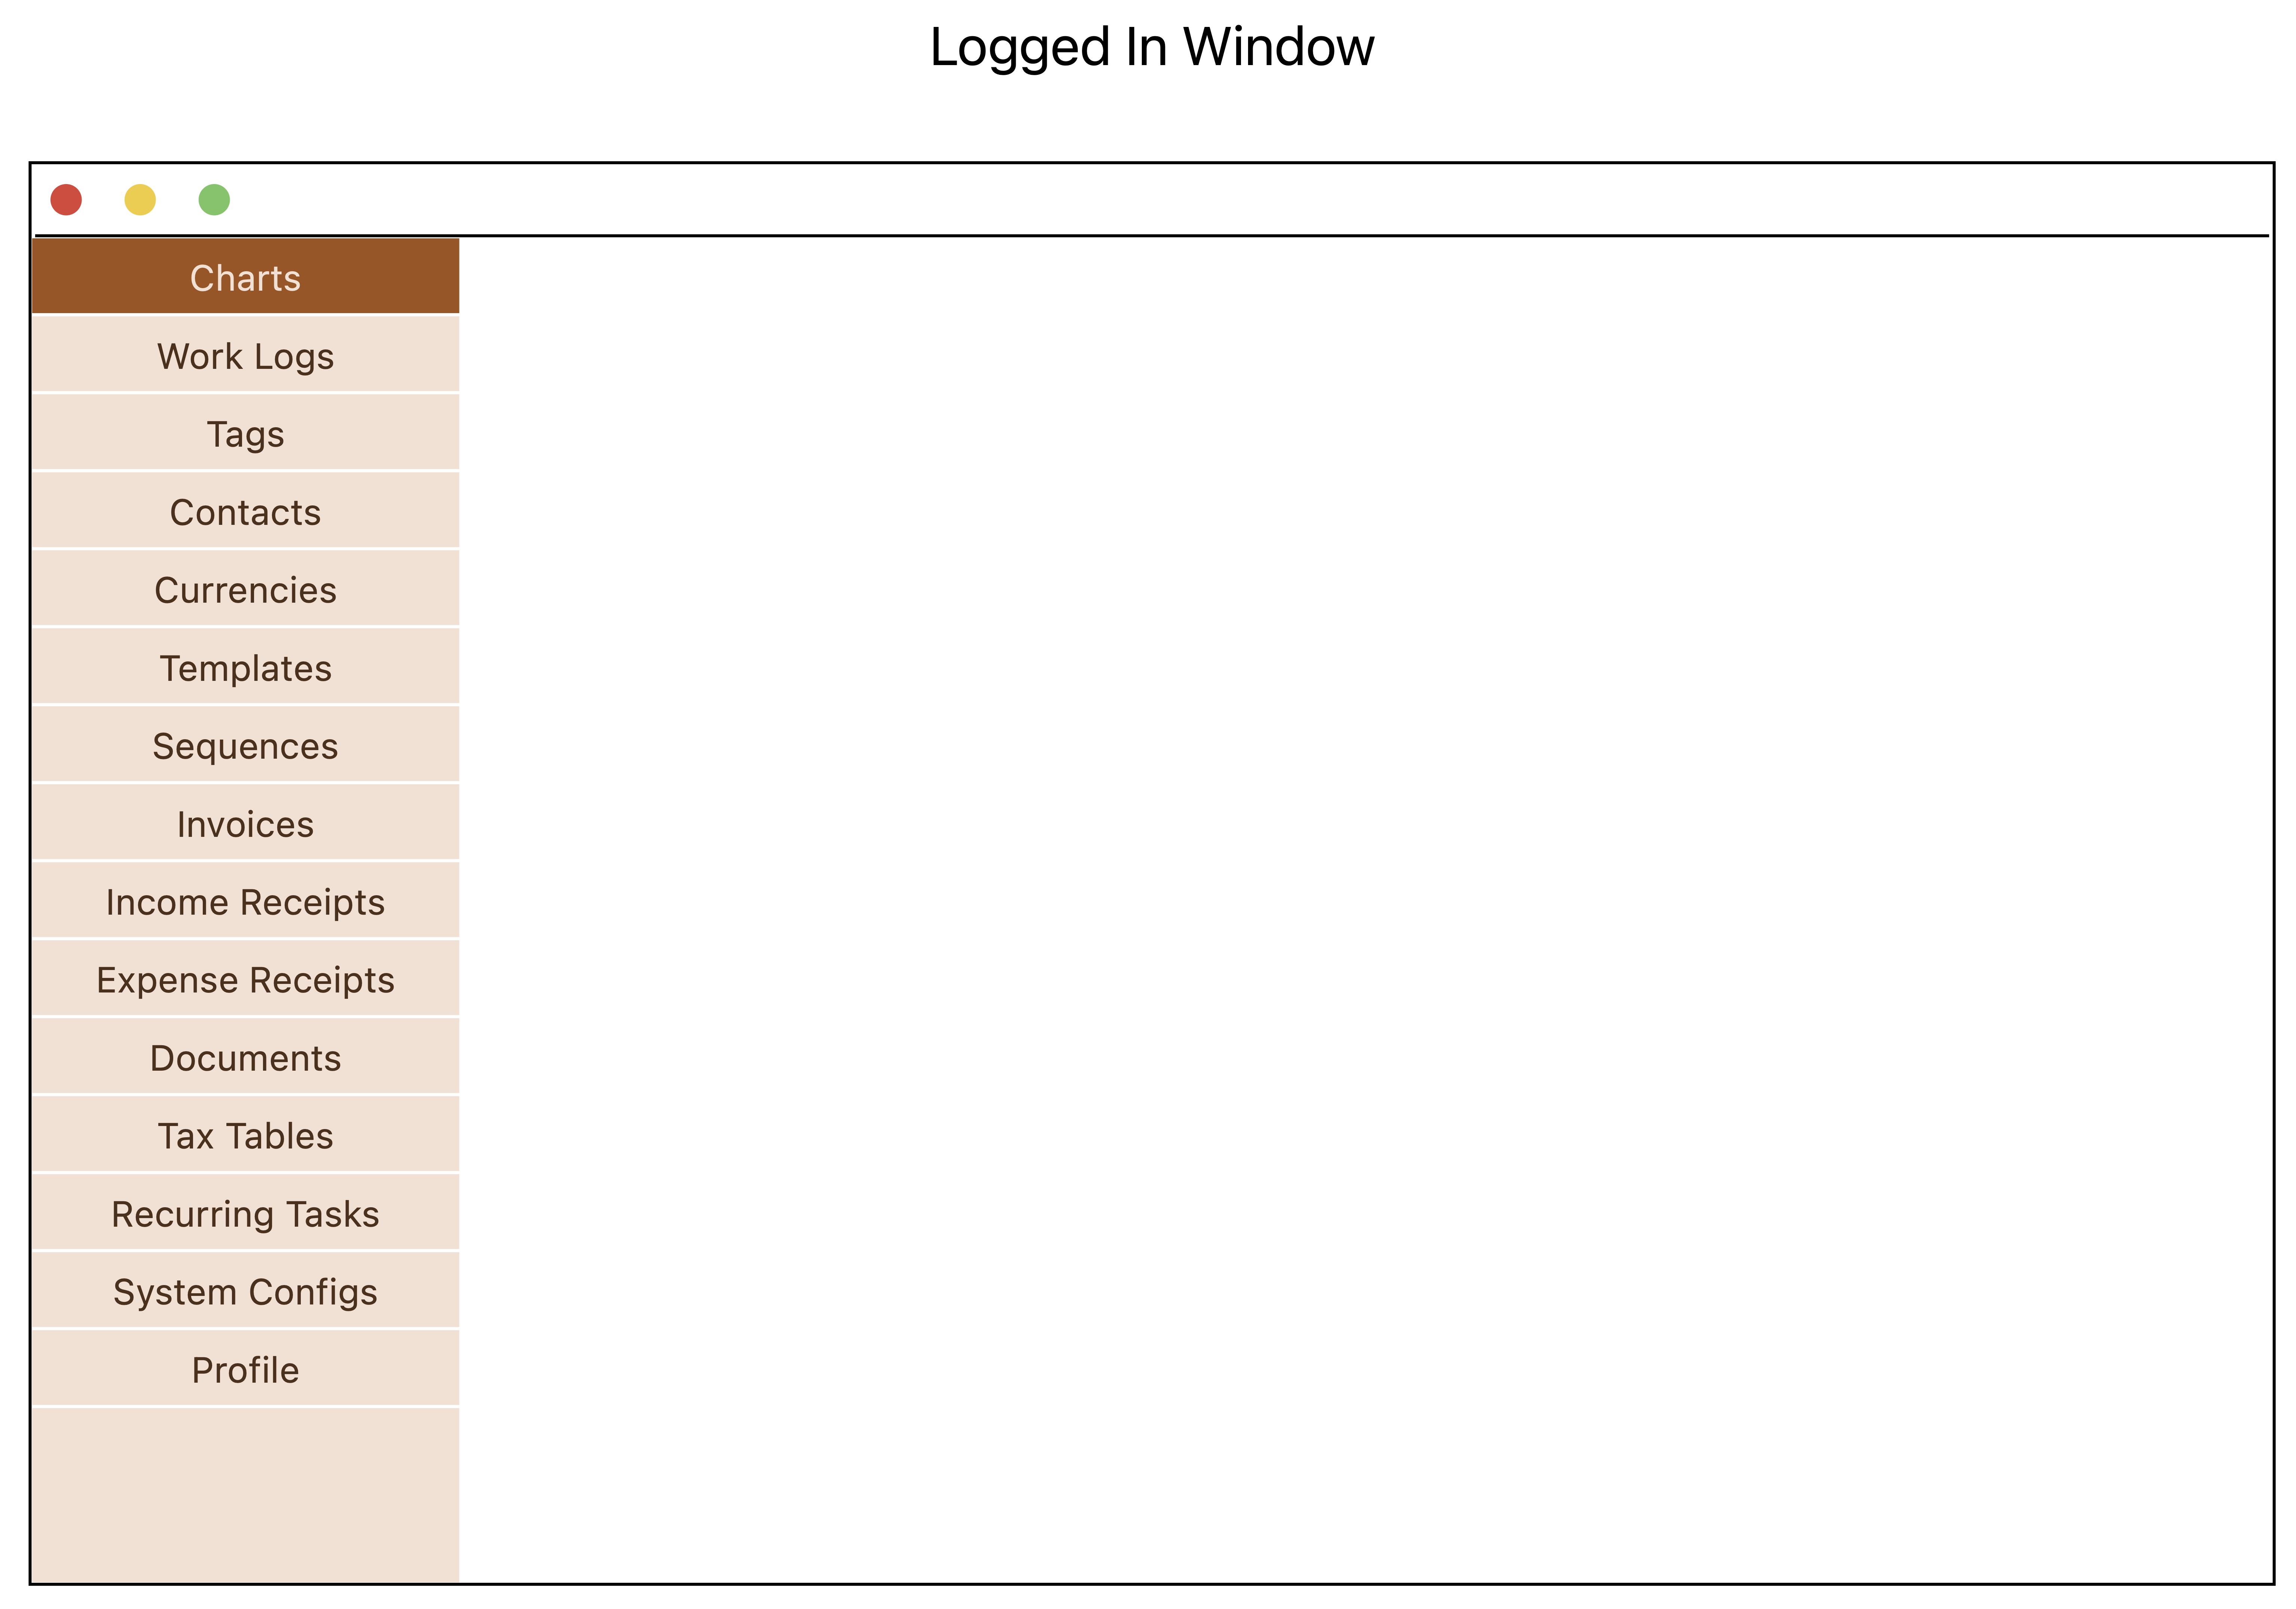 Logged In Window
Charts
Work Logs
Tags
Contacts
Currencies
Templates
Sequences
Invoices
Income Receipts
Expense Receipts
Documents
Tax Tables
Recurring Tasks
System Configs
Profile